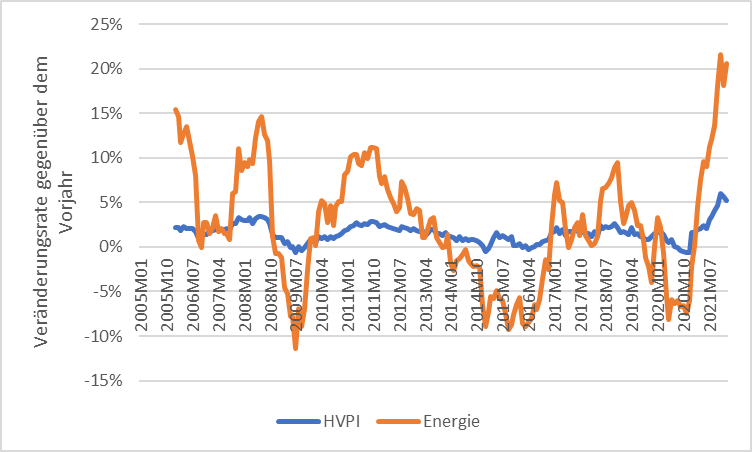 25%
20%
15%
10%
5%
0%
-5%
-10%
-15%
Veränderungsrate gegenüber dem
Vorjahr
2005M01
2005M10
2006M07
2007M04
2008M01
2008M10
2009M07
2010M04
2011M01
2011M10
2012M07
2013M04
2014M01
2014M10
2015M07
2016M04
2017M01
2017M10
2018M07
2019M04
2020M01
2020M10
2021M07
HVPI
Energie